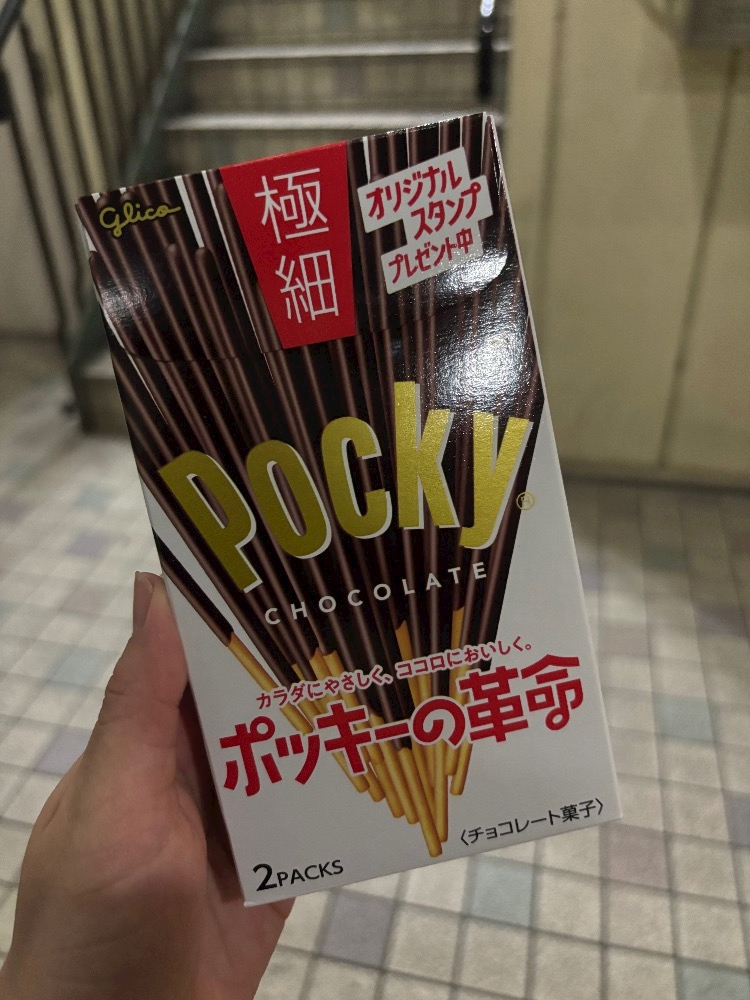 Glico
極細
オリジナル
スタンプ
プレゼント中
Pocky®
CHOCOLATE
カラダにやさしく、ココロにおいしく。
ポッキーの革命
〈チョコレート菓子〉
2PACKS